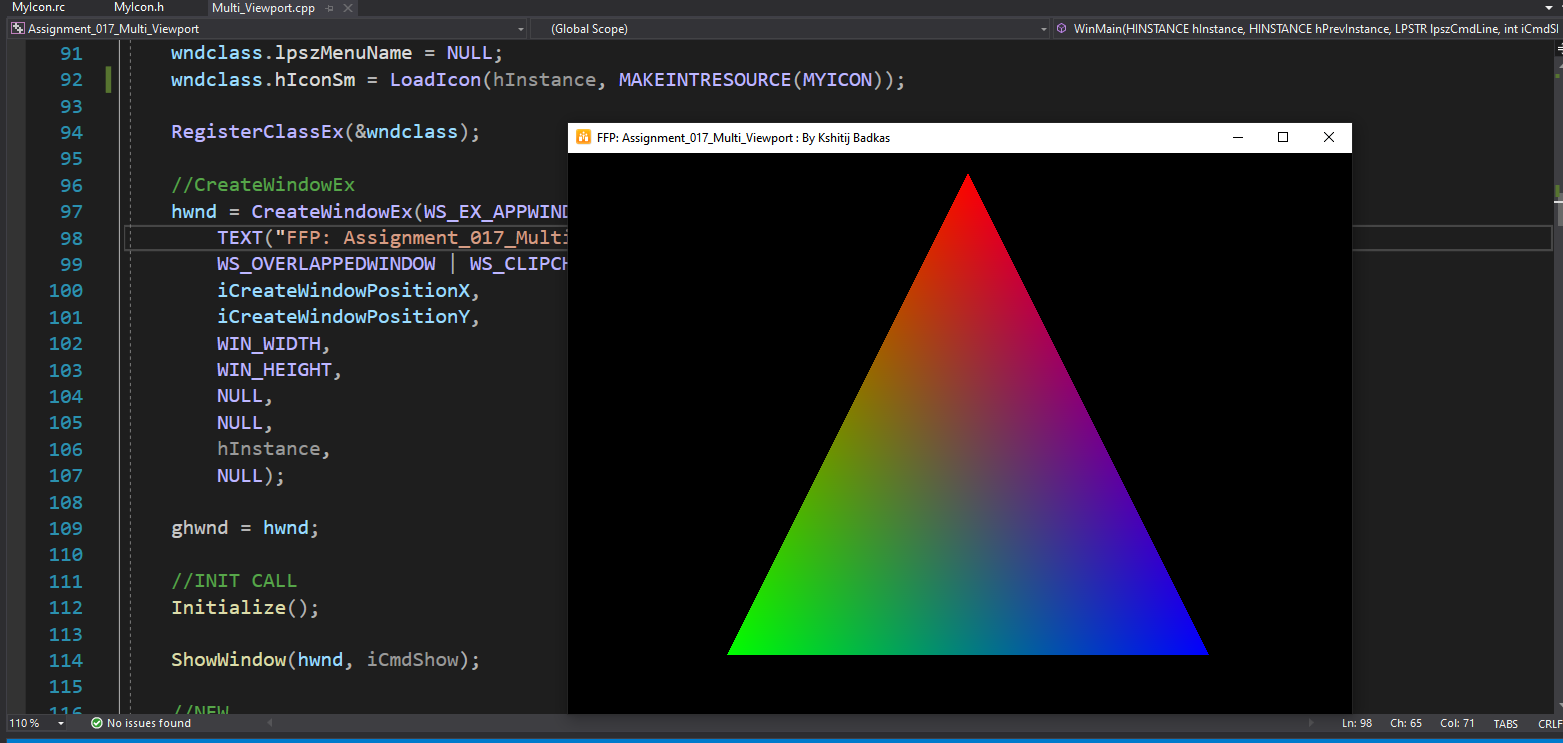 MyIcon.rc MyIcon.h Multi_Viewport.cpp
Assignment_017_Multi_Viewport (Global Scope) WinMain(HINSTANCE hInstance, HINSTANCE hPrevInstance, LPSTR lpszCmdLine, int iCmdSl
91 wndclass.lpszMenuName = NULL;
92 wndclass.hIconSm = LoadIcon(hInstance, MAKEINTRESOURCE(MYICON));
93
94 RegisterClassEx(&wndclass);
95
96 //CreateWindowEx
97 hwnd = CreateWindowEx(WS_EX_APPWIND
98 TEXT("FFP: Assignment_017_Multi
99 WS_OVERLAPPEDWINDOW | WS_CLIPCH
100 iCreateWindowPositionX,
101 iCreateWindowPositionY,
102 WIN_WIDTH,
103 WIN_HEIGHT,
104 NULL,
105 NULL,
106 hInstance,
107 NULL);
108
109 ghwnd = hwnd;
110
111 //INIT CALL
112 Initialize();
113
114 ShowWindow(hwnd, iCmdShow);
115
116 //NEW
FFP: Assignment_017_Multi_Viewport : By Kshitij Badkas
110 % No issues found Ln: 98 Ch: 65 Col: 71 TABS CRLF